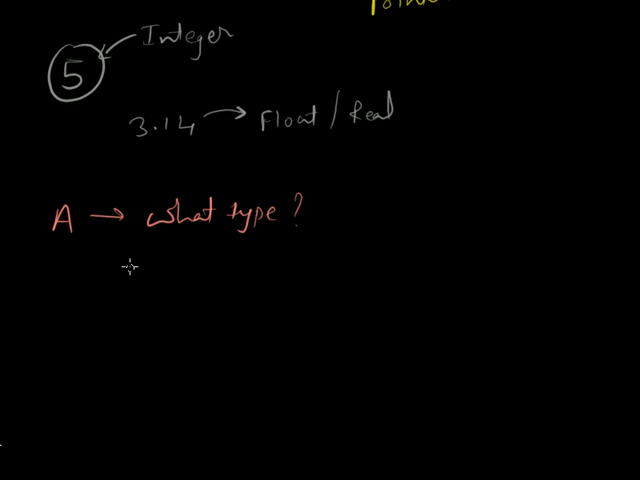 5 ← Integer
3.14 → Float / Real
A → what type ?